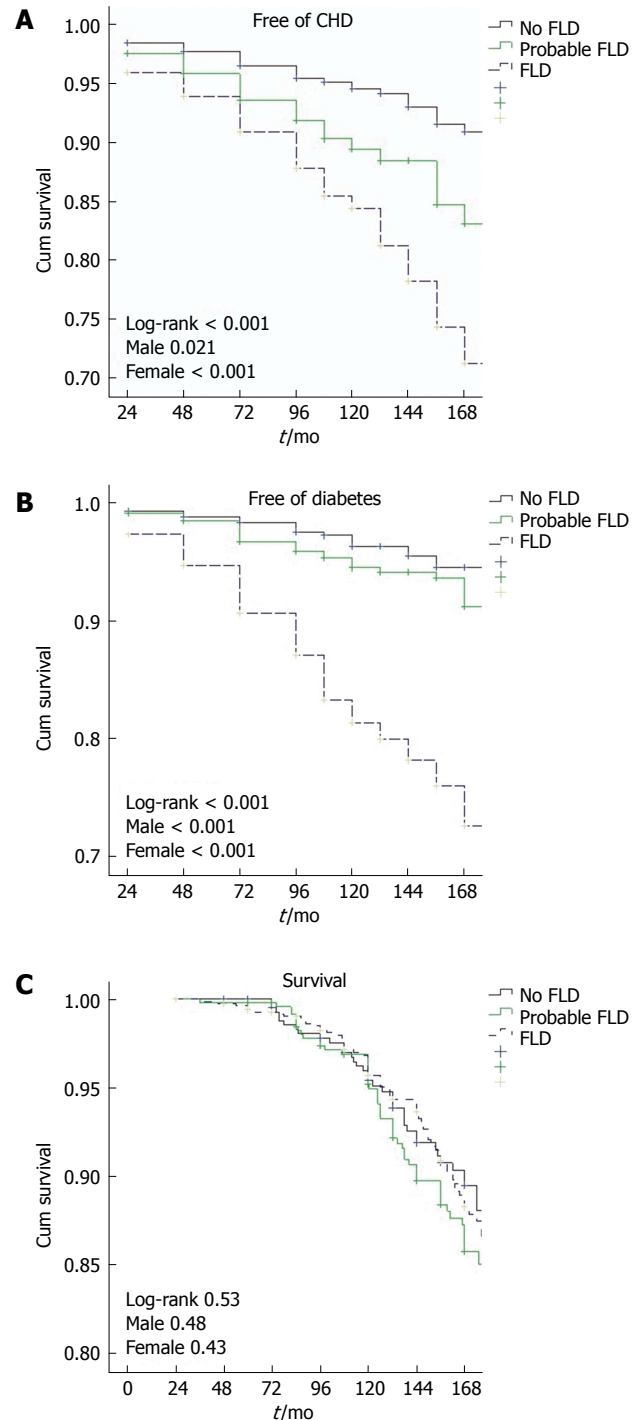 A
Free of CHD
No FLD
Probable FLD
FLD
Cum survival
1.00
0.95
0.90
0.85
0.80
0.75
0.70
Log-rank < 0.001
Male 0.021
Female < 0.001
24 48 72 96 120 144 168
t/mo
B
Free of diabetes
No FLD
Probable FLD
FLD
Cum survival
1.0
0.9
0.8
0.7
Log-rank < 0.001
Male < 0.001
Female < 0.001
24 48 72 96 120 144 168
t/mo
C
Survival
No FLD
Probable FLD
FLD
Cum survival
1.00
0.95
0.90
0.85
0.80
Log-rank 0.53
Male 0.48
Female 0.43
0 24 48 72 96 120 144 168
t/mo